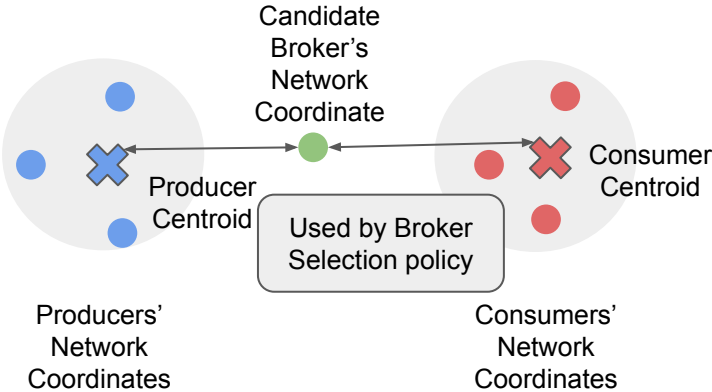 Candidate
Broker's
Network
Coordinate
Producer
Centroid
Consumer
Centroid
Used by Broker
Selection policy
Producers'
Network
Coordinates
Consumers'
Network
Coordinates